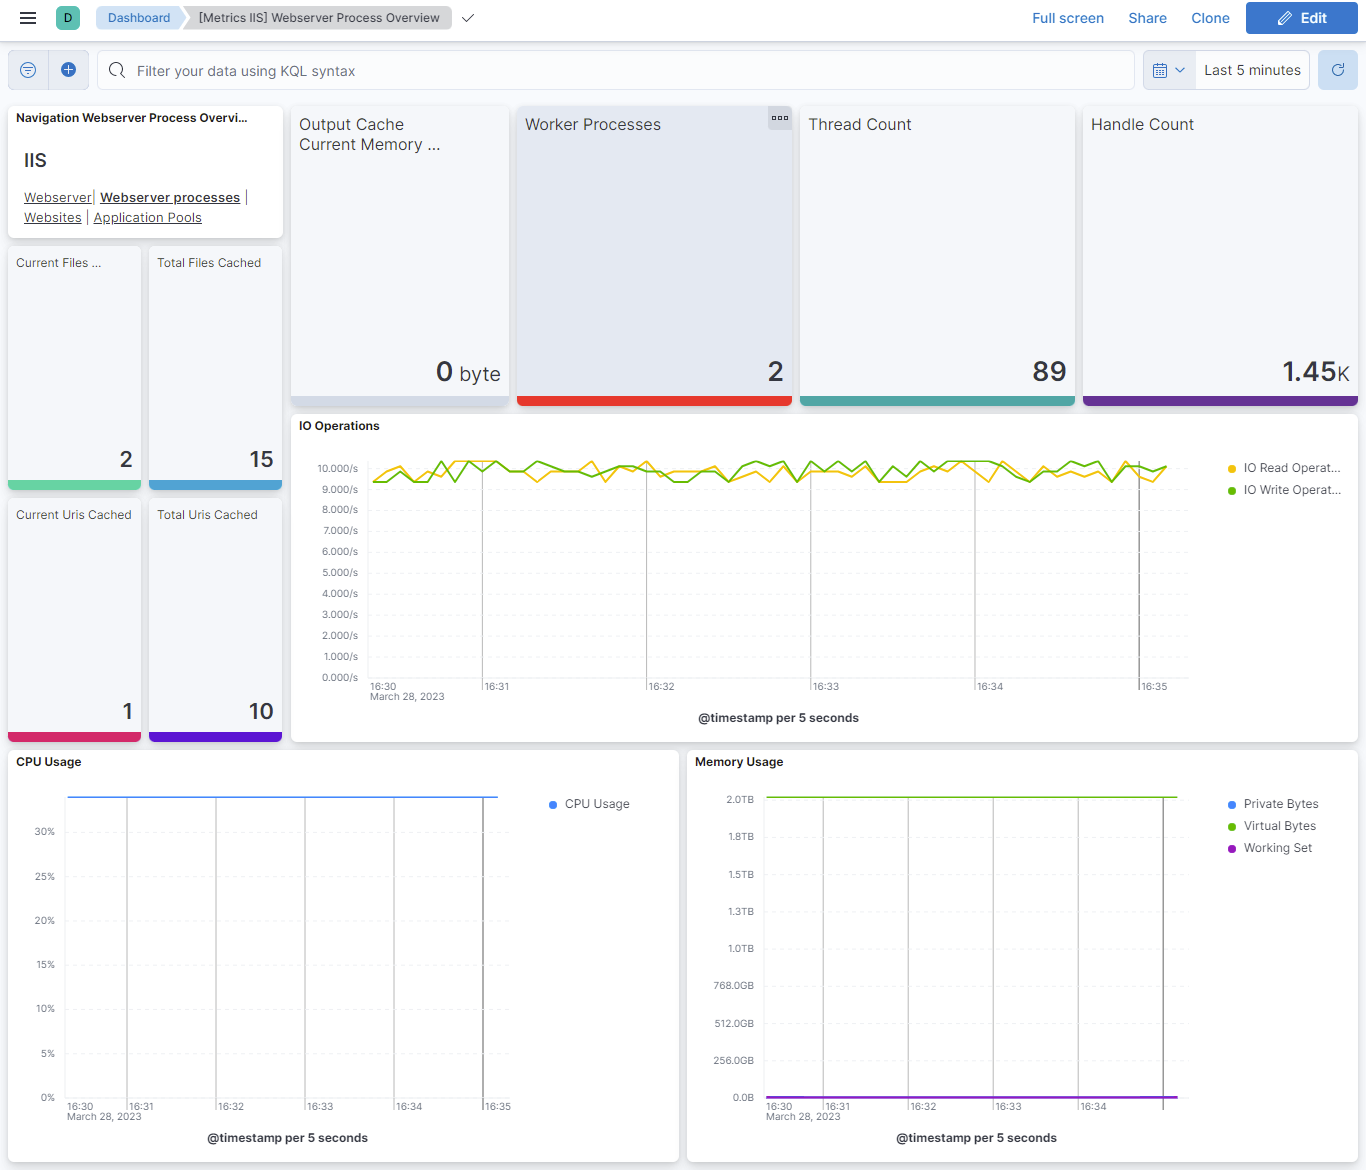 D
Dashboard
[Metrics IIS] Webserver Process Overview
Full screen
Share
Clone
Edit
Filter your data using KQL syntax
Last 5 minutes
Navigation Webserver Process Overvi...
IIS
Webserver| Webserver processes |
Websites | Application Pools
Output Cache
Current Memory ...
0 byte
Worker Processes
2
Thread Count
89
Handle Count
1.45K
Current Files ...
2
Total Files Cached
15
Current Uris Cached
1
Total Uris Cached
10
IO Operations
10.000/s
9.000/s
8.000/s
7.000/s
6.000/s
5.000/s
4.000/s
3.000/s
2.000/s
1.000/s
0.000/s
16:30 16:31 16:32 16:33 16:34 16:35
March 28, 2023
@timestamp per 5 seconds
IO Read Operat...
IO Write Operat...
CPU Usage
30%
25%
20%
15%
10%
5%
0%
16:30 16:31 16:32 16:33 16:34 16:35
March 28, 2023
@timestamp per 5 seconds
CPU Usage
Memory Usage
2.0TB
1.8TB
1.5TB
1.3TB
1.0TB
768.0GB
512.0GB
256.0GB
0.0B
16:30 16:31 16:32 16:33 16:34
March 28, 2023
@timestamp per 5 seconds
Private Bytes
Virtual Bytes
Working Set